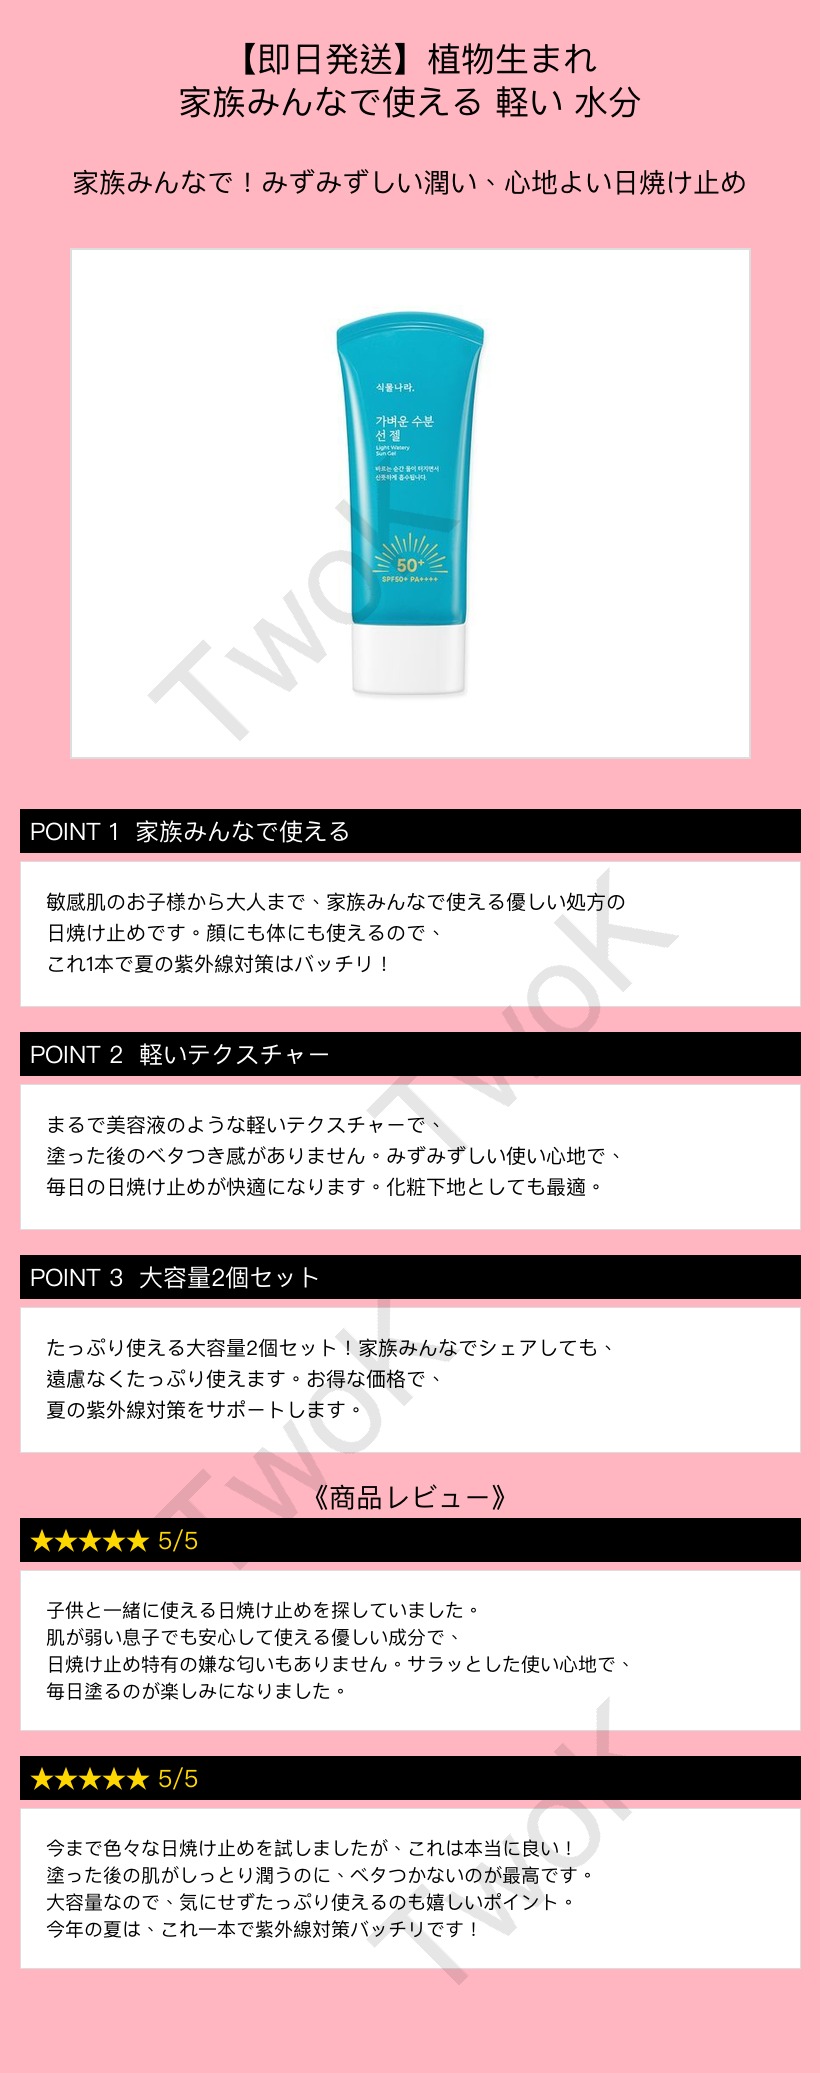 【即日発送】植物生まれ
家族みんなで使える 軽い 水分
家族みんなで！みずみずしい潤い、心地よい日焼け止め
식물나라.
가벼운 수분
선 젤
Light Watery
Sun Gel
바르는 순간 물이 터지면서
산뜻하게 흡수됩니다.
50+
SPF50+ PA++++
TwoK
POINT 1 家族みんなで使える
敏感肌のお子様から大人まで、家族みんなで使える優しい処方の
日焼け止めです。顔にも体にも使えるので、
これ1本で夏の紫外線対策はバッチリ！
TwoK
POINT 2 軽いテクスチャー
まるで美容液のような軽いテクスチャーで、
塗った後のベタつき感がありません。みずみずしい使い心地で、
毎日の日焼け止めが快適になります。化粧下地としても最適。
POINT 3 大容量2個セット
たっぷり使える大容量2個セット！家族みんなでシェアしても、
遠慮なくたっぷり使えます。お得な価格で、
夏の紫外線対策をサポートします。
TwoK
《商品レビュー》
★★★★★ 5/5
子供と一緒に使える日焼け止めを探していました。
肌が弱い息子でも安心して使える優しい成分で、
日焼け止め特有の嫌な匂いもありません。サラッとした使い心地で、
毎日塗るのが楽しみになりました。
★★★★★ 5/5
今まで色々な日焼け止めを試しましたが、これは本当に良い！
塗った後の肌がしっとり潤うのに、ベタつかないのが最高です。
大容量なので、気にせずたっぷり使えるのも嬉しいポイント。
今年の夏は、これ一本で紫外線対策バッチリです！
TwoK